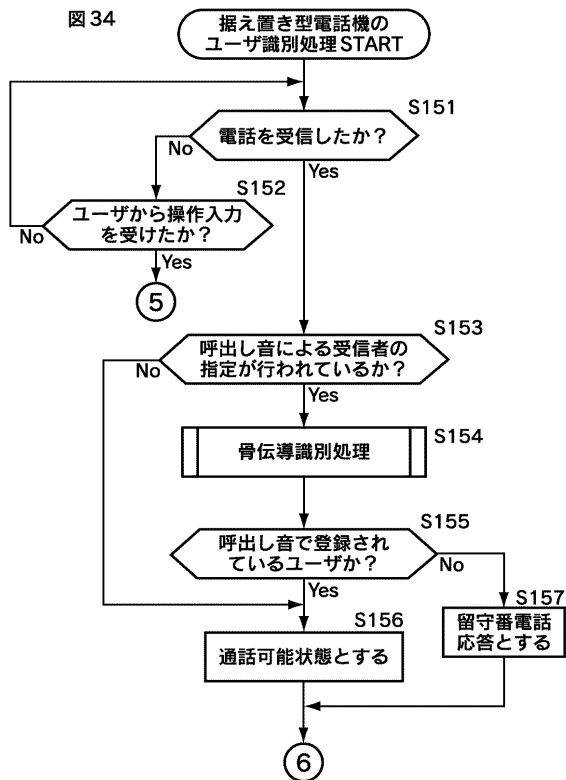 図34
据え置き型電話機の
ユーザ識別処理START
S151
電話を受信したか？
No
Yes
S152
ユーザから操作入力
を受けたか？
No
Yes
5
S153
呼出し音による受信者の
指定が行われているか？
No
Yes
S154
骨伝導識別処理
S155
呼出し音で登録され
ているユーザか？
No
Yes
S157
留守番電話
応答とする
S156
通話可能状態とする
6